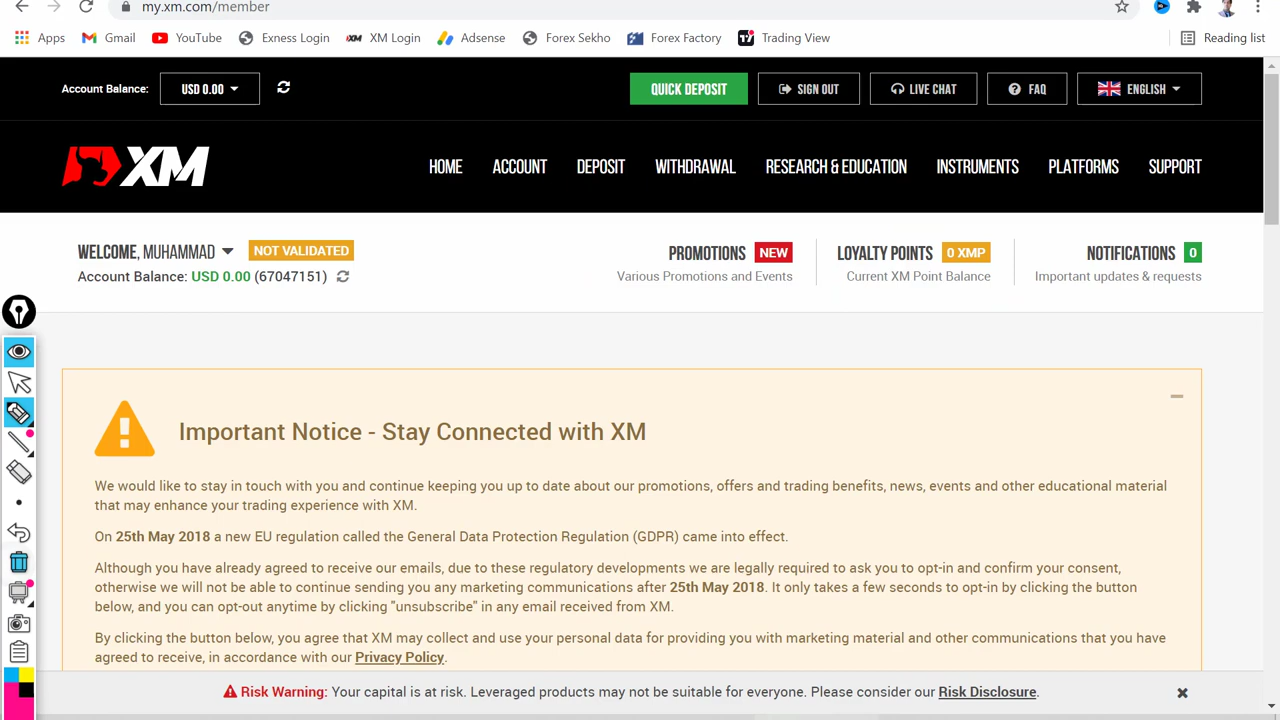 my.xm.com/member
Apps Gmail YouTube Exness Login XM XM Login Adsense Forex Sekho Forex Factory Trading View Reading list
Account Balance: USD 0.00 QUICK DEPOSIT SIGN OUT LIVE CHAT FAQ ENGLISH
XM HOME ACCOUNT DEPOSIT WITHDRAWAL RESEARCH & EDUCATION INSTRUMENTS PLATFORMS SUPPORT
WELCOME, MUHAMMAD NOT VALIDATED PROMOTIONS NEW LOYALTY POINTS 0 XMP NOTIFICATIONS 0
Account Balance: USD 0.00 (67047151) Various Promotions and Events Current XM Point Balance Important updates & requests
Important Notice - Stay Connected with XM
We would like to stay in touch with you and continue keeping you up to date about our promotions, offers and trading benefits, news, events and other educational material
that may enhance your trading experience with XM.
On 25th May 2018 a new EU regulation called the General Data Protection Regulation (GDPR) came into effect.
Although you have already agreed to receive our emails, due to these regulatory developments we are legally required to ask you to opt-in and confirm your consent,
otherwise we will not be able to continue sending you any marketing communications after 25th May 2018. It only takes a few seconds to opt-in by clicking the button
below, and you can opt-out anytime by clicking "unsubscribe" in any email received from XM.
By clicking the button below, you agree that XM may collect and use your personal data for providing you with marketing material and other communications that you have
agreed to receive, in accordance with our Privacy Policy.
Risk Warning: Your capital is at risk. Leveraged products may not be suitable for everyone. Please consider our Risk Disclosure.